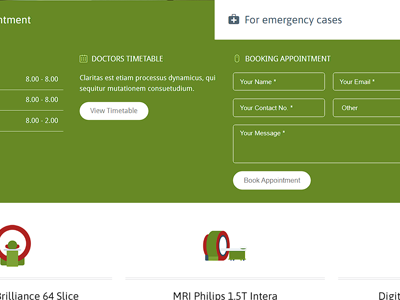 ntment
For emergency cases
8.00 - 8.00
8.00 - 8.00
8.00 - 2.00
DOCTORS TIMETABLE
Claritas est etiam processus dynamicus, qui
sequitur mutationem consuetudium.
View Timetable
BOOKING APPOINTMENT
Your Name *
Your Email *
Your Contact No. *
Other
Your Message *
Book Appointment
Brilliance 64 Slice
MRI Philips 1.5T Intera
Digit